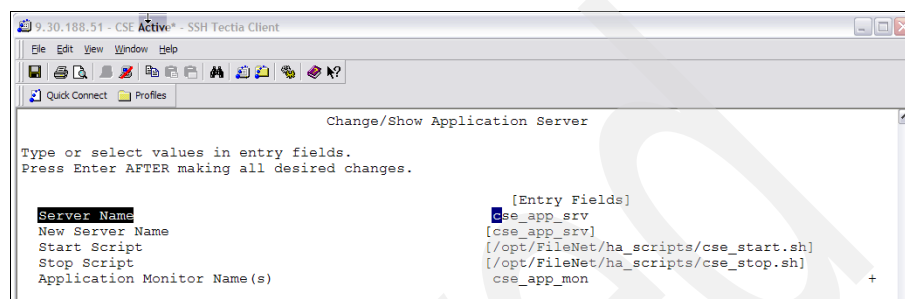 9.30.188.51 - CSE Active* - SSH Tectia Client
File Edit View Window Help
Quick Connect Profiles
Change/Show Application Server
Type or select values in entry fields.
Press Enter AFTER making all desired changes.
[Entry Fields]
Server Name cse_app_srv
New Server Name [cse_app_srv]
Start Script [/opt/FileNet/ha_scripts/cse_start.sh]
Stop Script [/opt/FileNet/ha_scripts/cse_stop.sh]
Application Monitor Name(s) cse_app_mon +